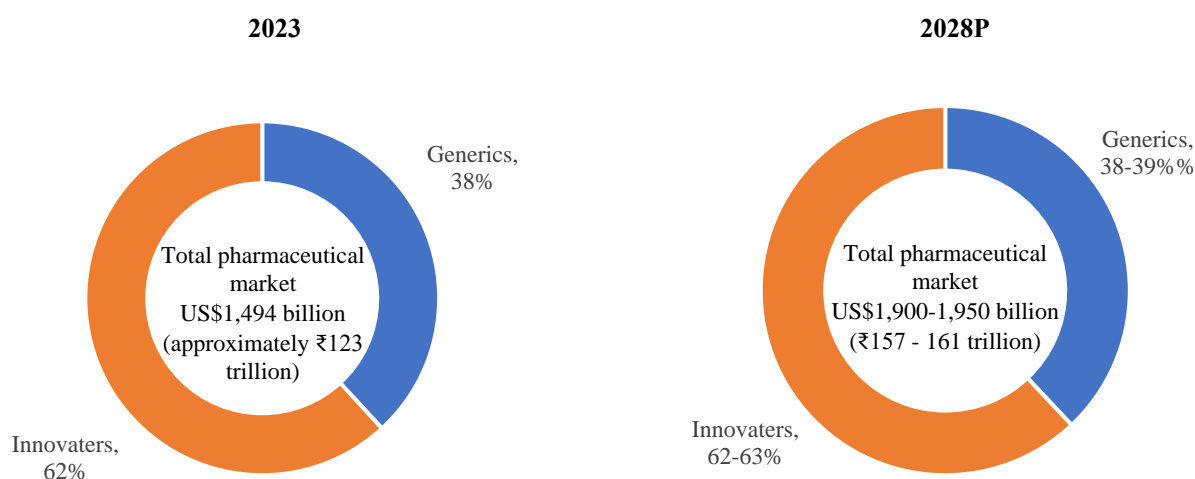 2023
Generics,
38%
Total pharmaceutical
market
US$1,494 billion
(approximately ₹123
trillion)
Innovaters,
62%
2028P
Generics,
38-39%%
Total pharmaceutical
market
US$1,900-1,950 billion
(₹157 - 161 trillion)
Innovaters,
62-63%